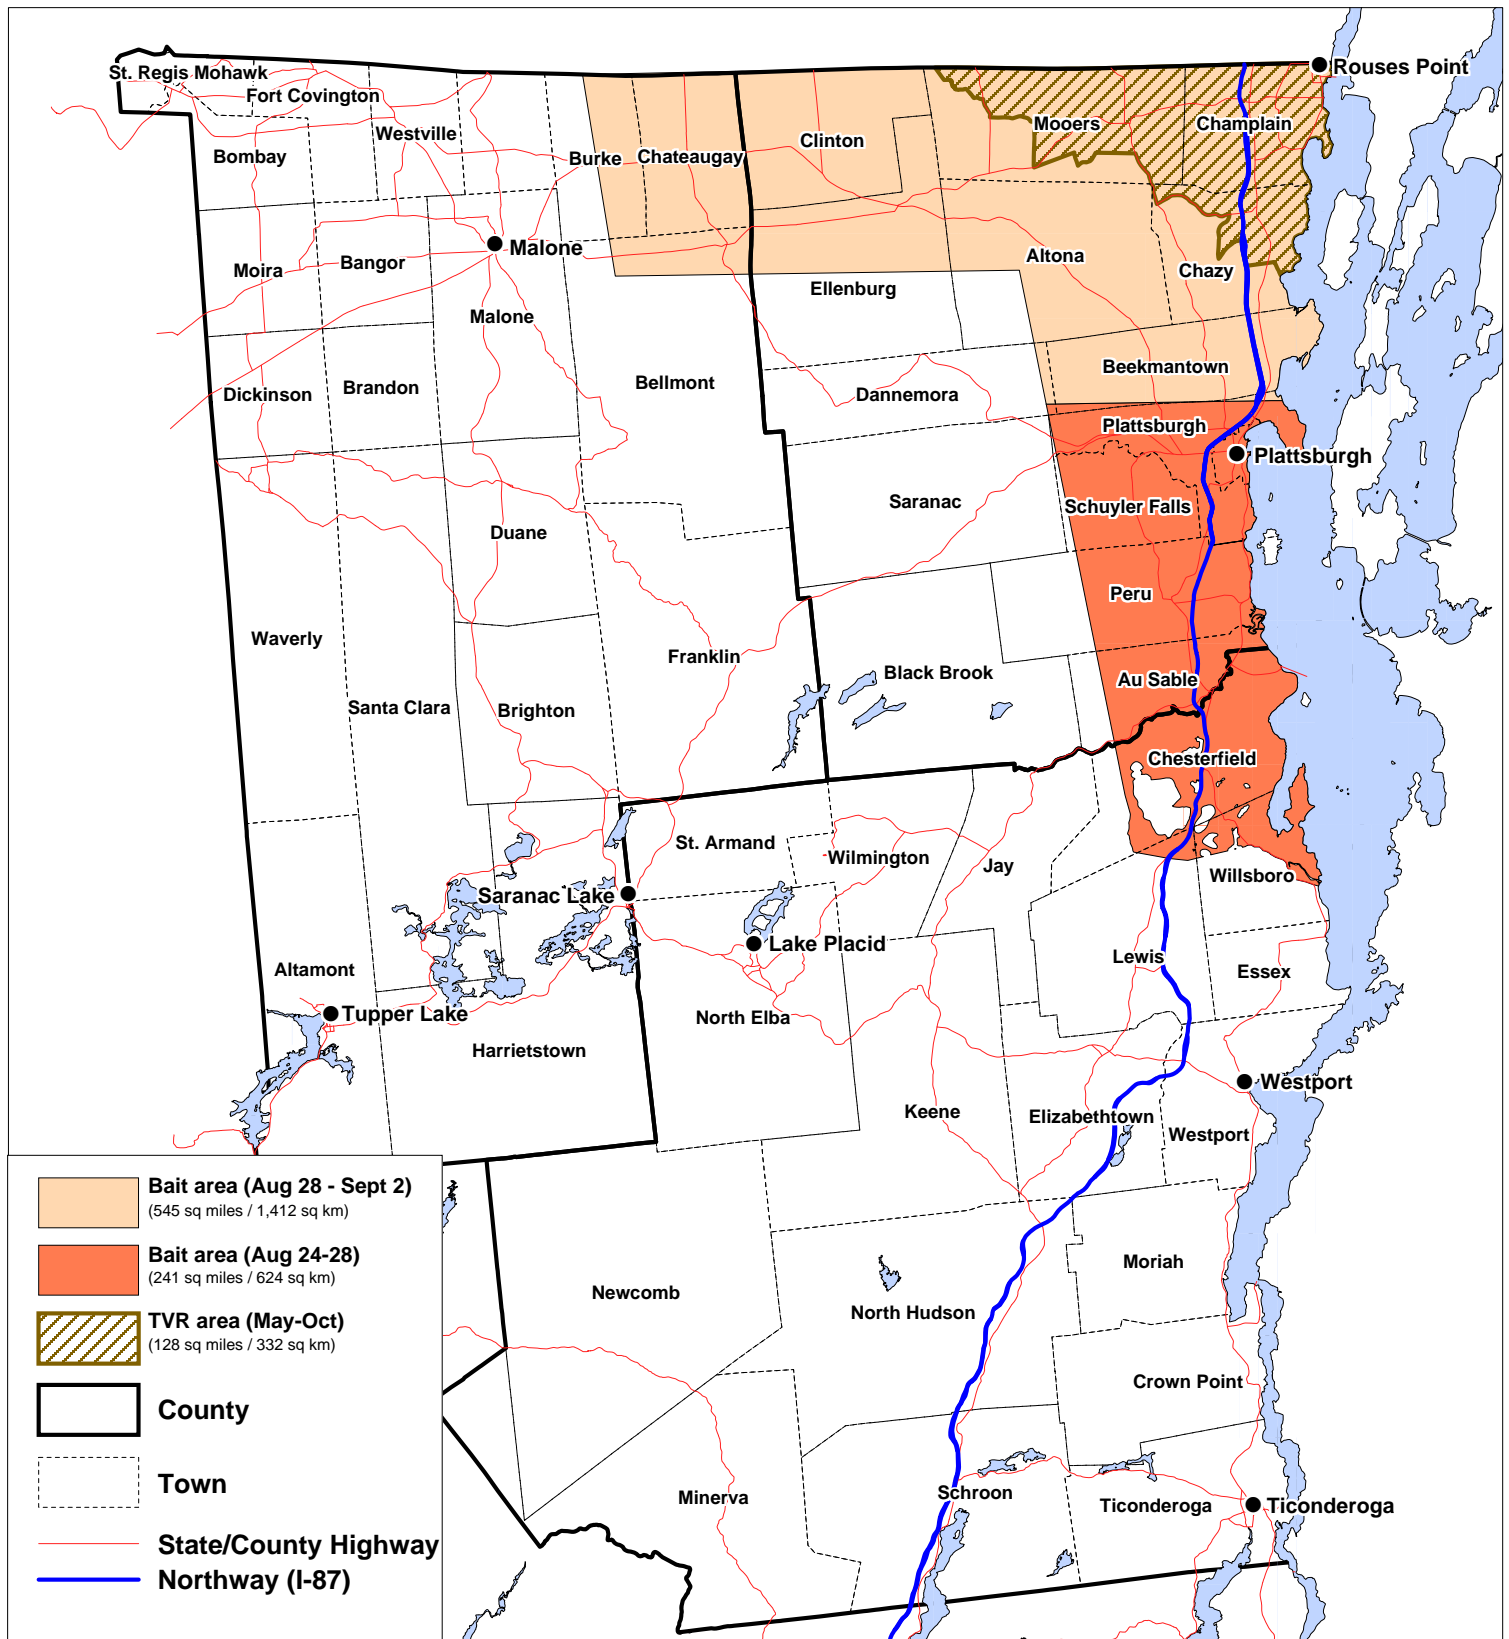 St. Regis Mohawk
Rouses Point
Fort Covington
Mooers
Champlain
Westville
Clinton
Bombay
Burke
Chateaugay
Malone
Moira
Bangor
Altona
Chazy
Ellenburg
Malone
Beekmantown
Bellmont
Dickinson
Brandon
Dannemora
Plattsburgh
Plattsburgh
Saranac
Schuyler Falls
Duane
Peru
Waverly
Franklin
Black Brook
Au Sable
Santa Clara
Brighton
Chesterfield
St. Armand
Wilmington
Jay
Willsboro
Saranac Lake
Lake Placid
Lewis
Altamont
Essex
Tupper Lake
North Elba
Harrietstown
Westport
Keene
Elizabethtown
Westport
Bait area (Aug 28 - Sept 2)
(545 sq miles / 1,412 sq km)
Bait area (Aug 24-28)
(241 sq miles / 624 sq km)
TVR area (May-Oct)
(128 sq miles / 332 sq km)
County
Town
State/County Highway
Northway (I-87)
Moriah
Newcomb
North Hudson
Crown Point
Minerva
Schroon
Ticonderoga
Ticonderoga